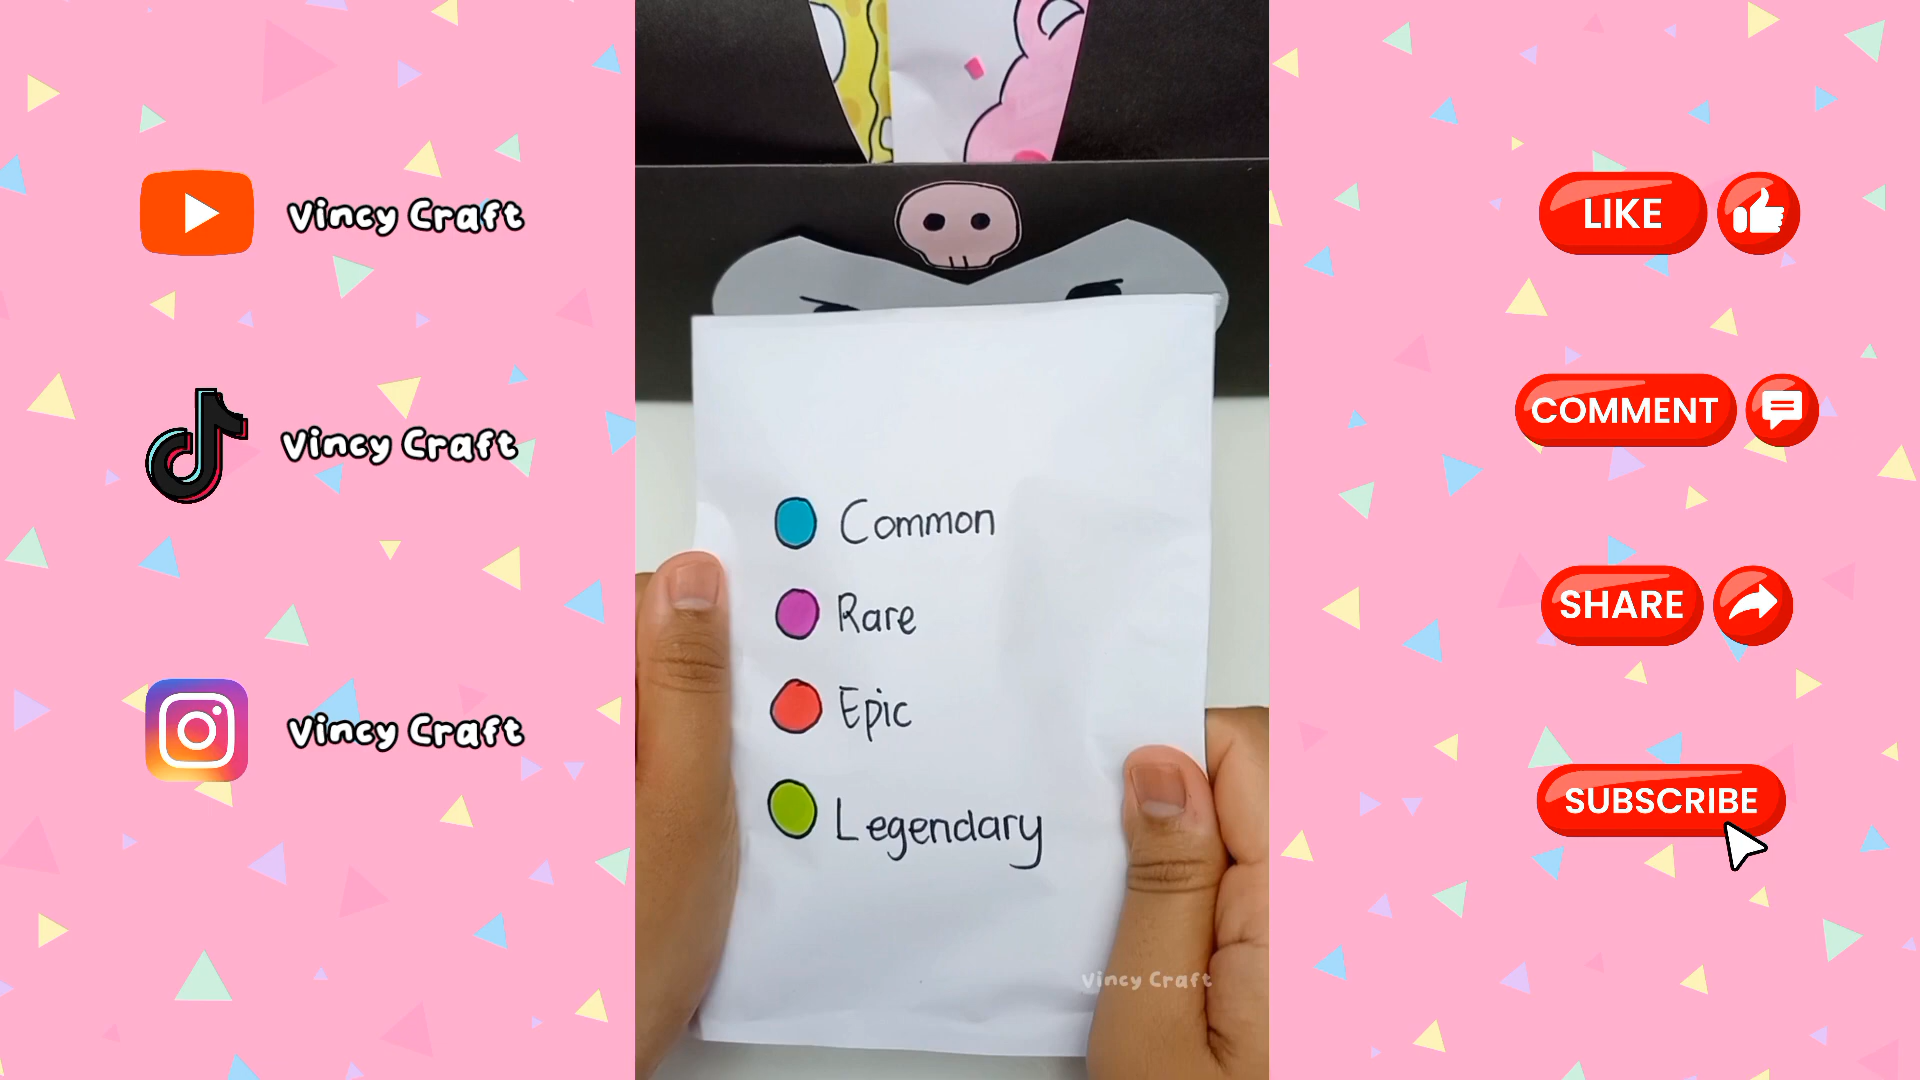 Vincy Craft
Vincy Craft
Vincy Craft
Common
Rare
Epic
Legendary
Vincy Craft
LIKE
COMMENT
SHARE
SUBSCRIBE